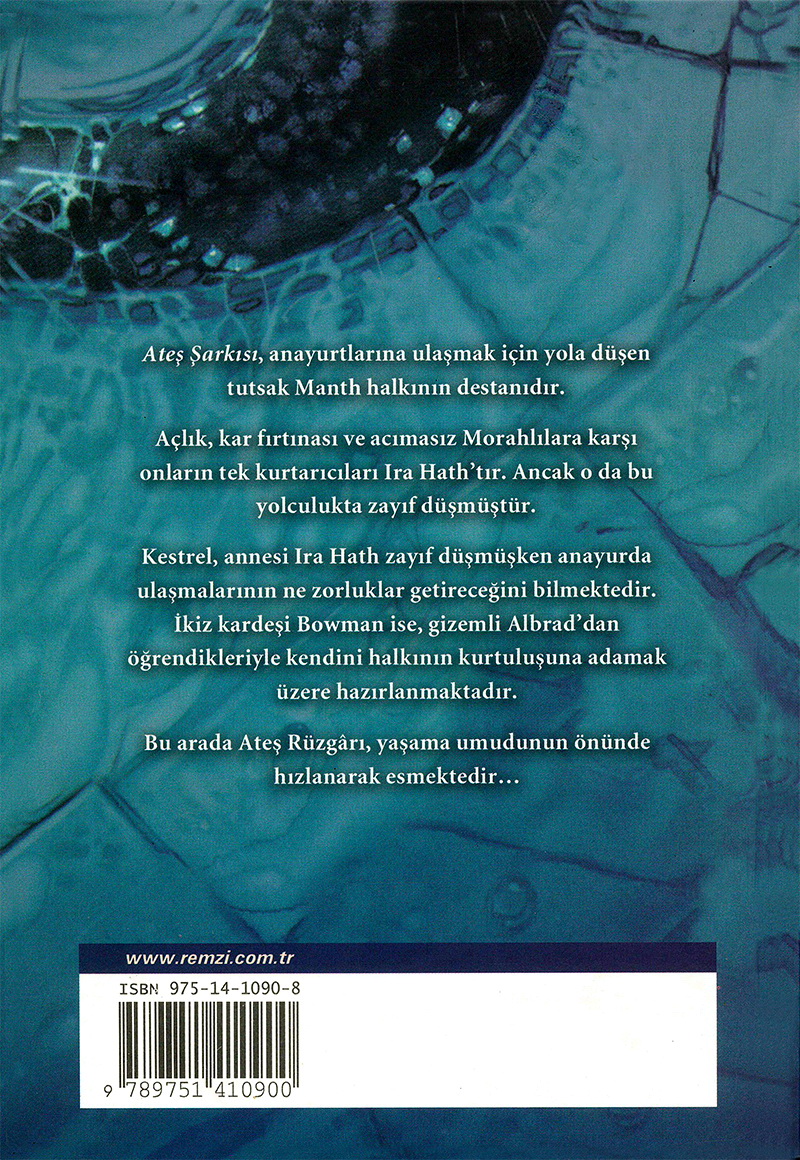 Ateş Şarkısı, anayurtlarına ulaşmak için yola düşen
tutsak Manth halkının destanıdır.
Açlık, kar fırtınası ve acımasız Morahlılara karşı
onların tek kurtarıcıları Ira Hath’tır. Ancak o da bu
yolculukta zayıf düşmüştür.
Kestrel, annesi Ira Hath zayıf düşmüşken anayurda
ulaşmalarının ne zorluklar getireceğini bilmektedir.
İkiz kardeşi Bowman ise, gizemli Albrad’dan
öğrendikleriyle kendini halkının kurtuluşuna adamak
üzere hazırlanmaktadır.
Bu arada Ateş Rüzgârı, yaşama umudunun önünde
hızlanarak esmektedir…
www.remzi.com.tr
ISBN 975-14-1090-8
9 789751 410900